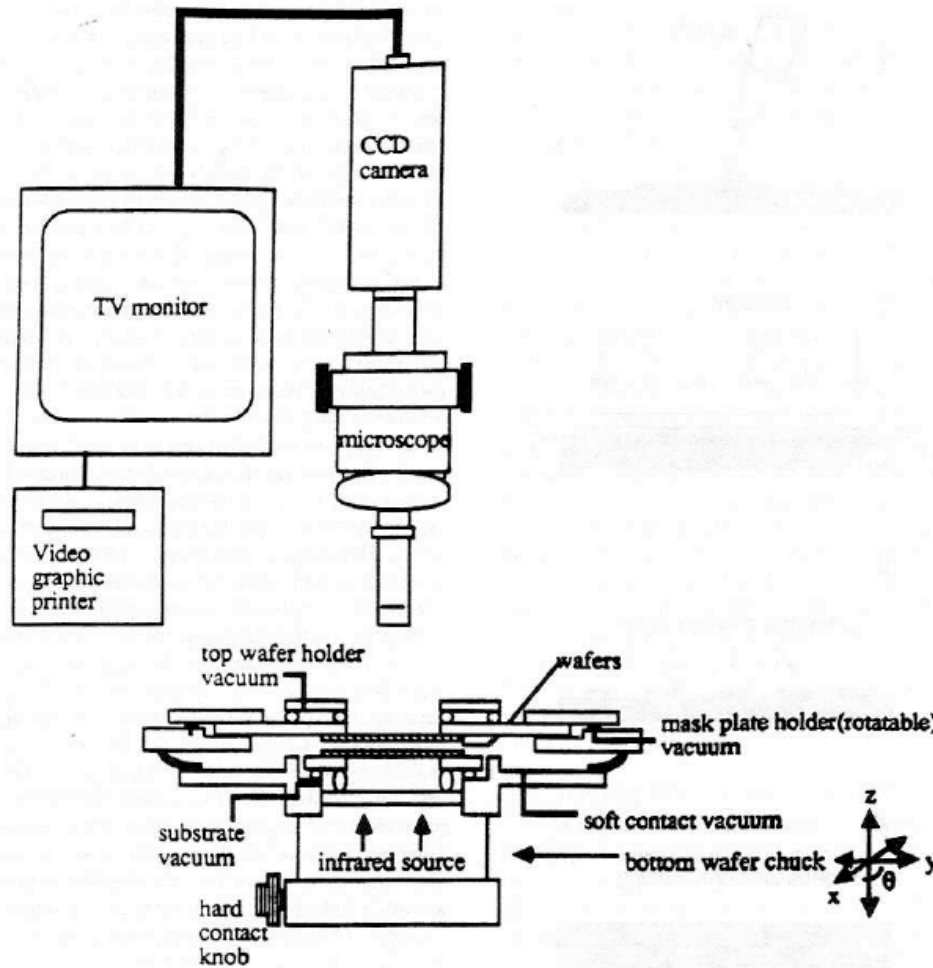 CCD
camera
TV monitor
microscope
Video
graphic
printer
top wafer holder
vacuum
wafers
mask plate holder(rotatable)
vacuum
substrate
vacuum
infrared source
soft contact vacuum
bottom wafer chuck
hard
contact
knob
z
y
x
θ